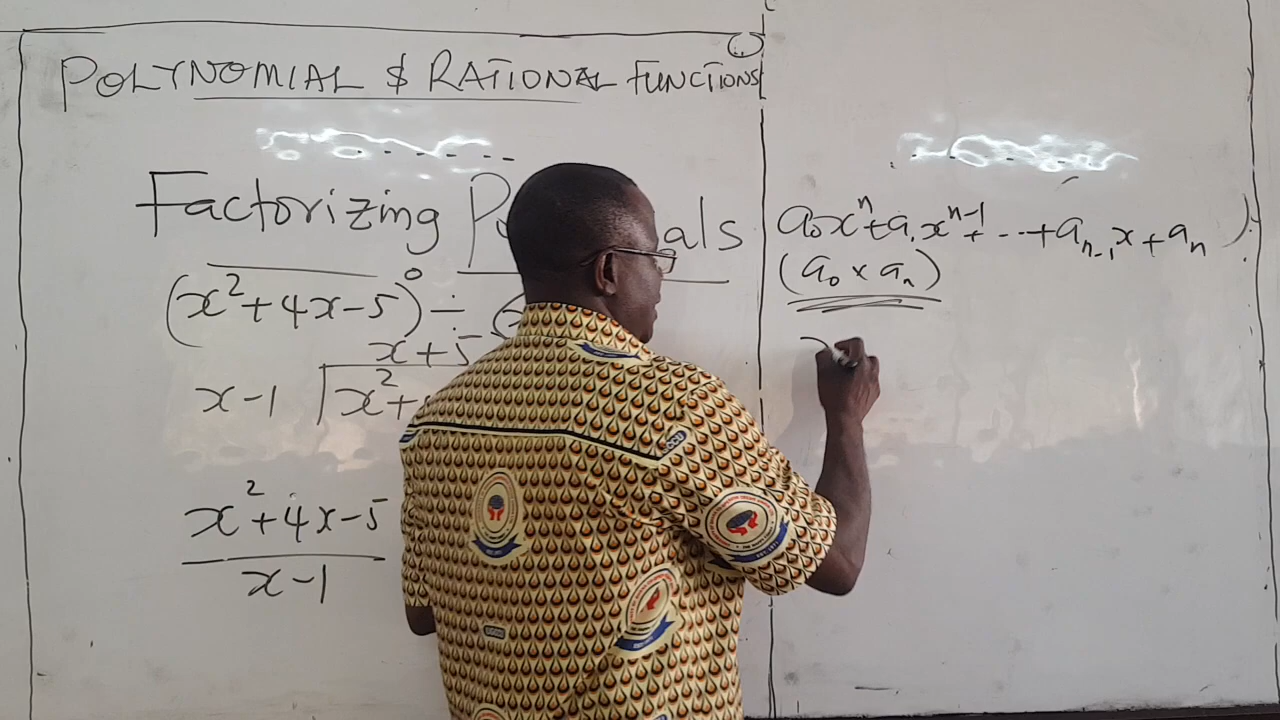 POLYNOMIAL & RATIONAL FUNCTIONS
Factorizing
(x²+4x-5)° ÷ (
x+5
x-1 ⟌x²+
x²+4x-5
x-1
a₀xⁿ+a₁xⁿ⁻¹+...+aₙ₋₁x+aₙ
(a₀ × aₙ)